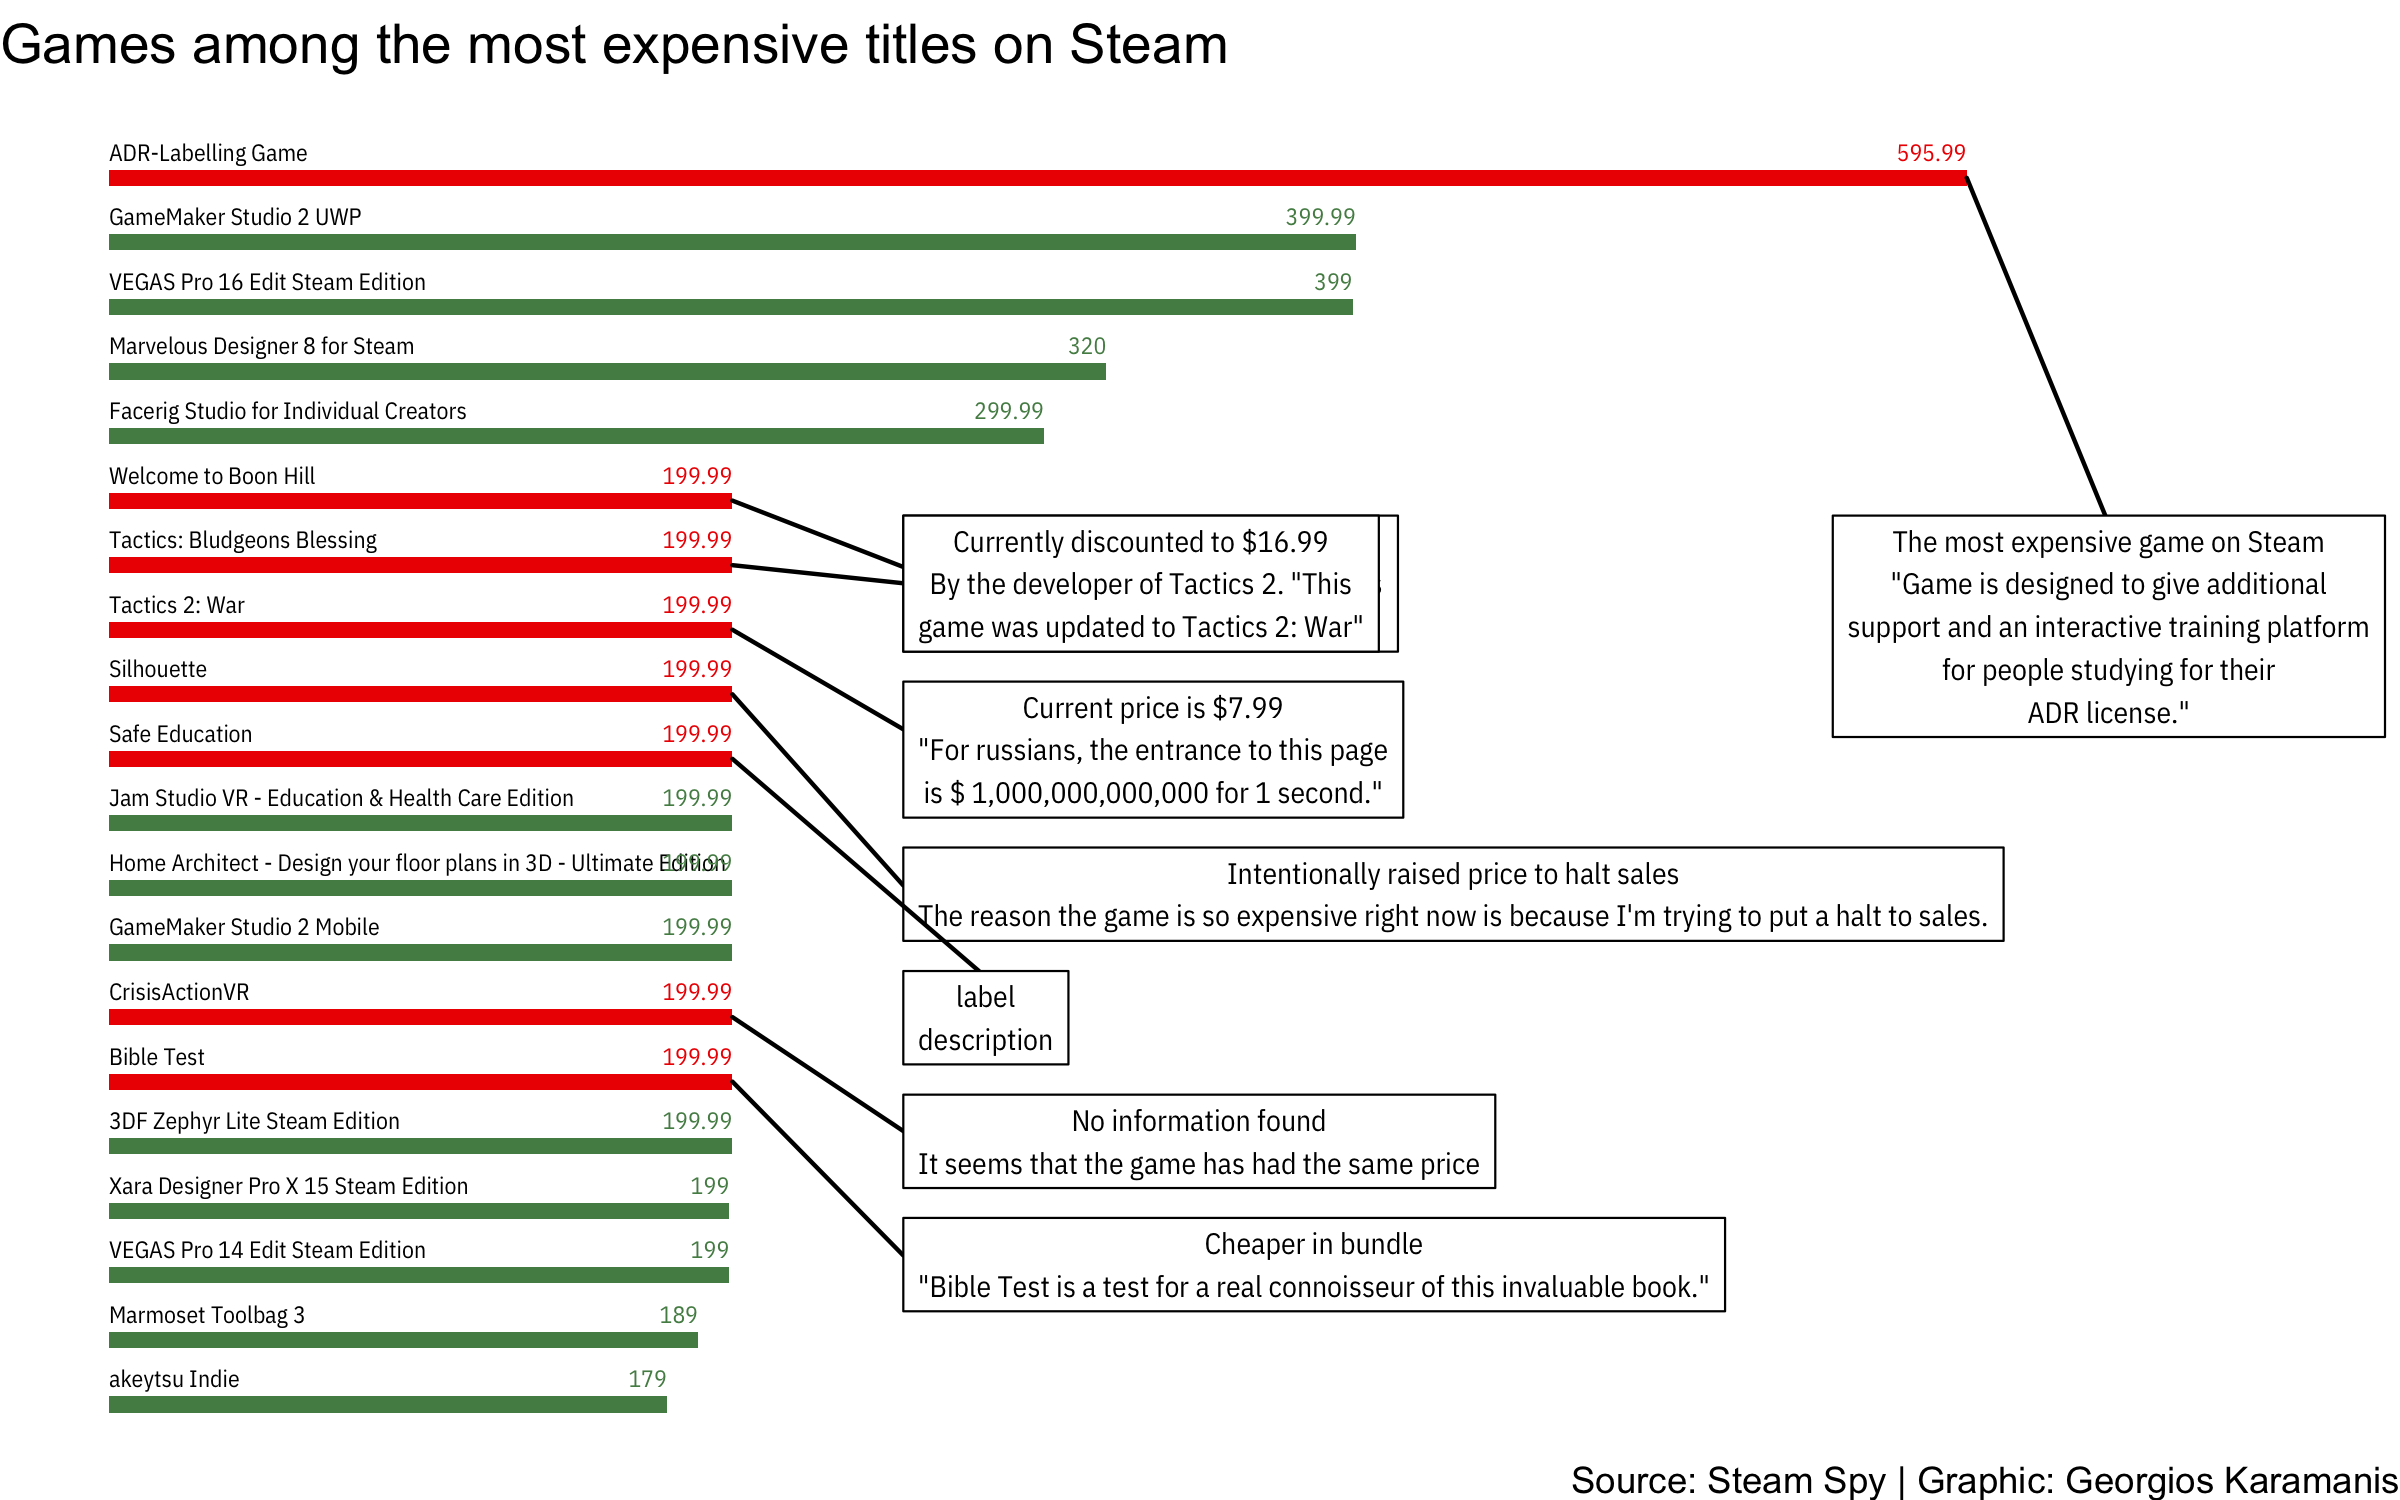 Games among the most expensive titles on Steam
ADR-Labelling Game
595.99
GameMaker Studio 2 UWP
399.99
VEGAS Pro 16 Edit Steam Edition
399
Marvelous Designer 8 for Steam
320
Facerig Studio for Individual Creators
299.99
Welcome to Boon Hill
199.99
Tactics: Bludgeons Blessing
199.99
Tactics 2: War
199.99
Silhouette
199.99
Safe Education
199.99
Jam Studio VR - Education & Health Care Edition
199.99
Home Architect - Design your floor plans in 3D - Ultimate Edition
199.99
GameMaker Studio 2 Mobile
199.99
CrisisActionVR
199.99
Bible Test
199.99
3DF Zephyr Lite Steam Edition
199.99
Xara Designer Pro X 15 Steam Edition
199
VEGAS Pro 14 Edit Steam Edition
199
Marmoset Toolbag 3
189
akeytsu Indie
179
Currently discounted to $16.99
By the developer of Tactics 2. "This
game was updated to Tactics 2: War"
Current price is $7.99
"For russians, the entrance to this page
is $ 1,000,000,000,000 for 1 second."
Intentionally raised price to halt sales
The reason the game is so expensive right now is because I'm trying to put a halt to sales.
label
description
No information found
It seems that the game has had the same price
Cheaper in bundle
"Bible Test is a test for a real connoisseur of this invaluable book."
The most expensive game on Steam
"Game is designed to give additional
support and an interactive training platform
for people studying for their
ADR license."
Source: Steam Spy | Graphic: Georgios Karamanis